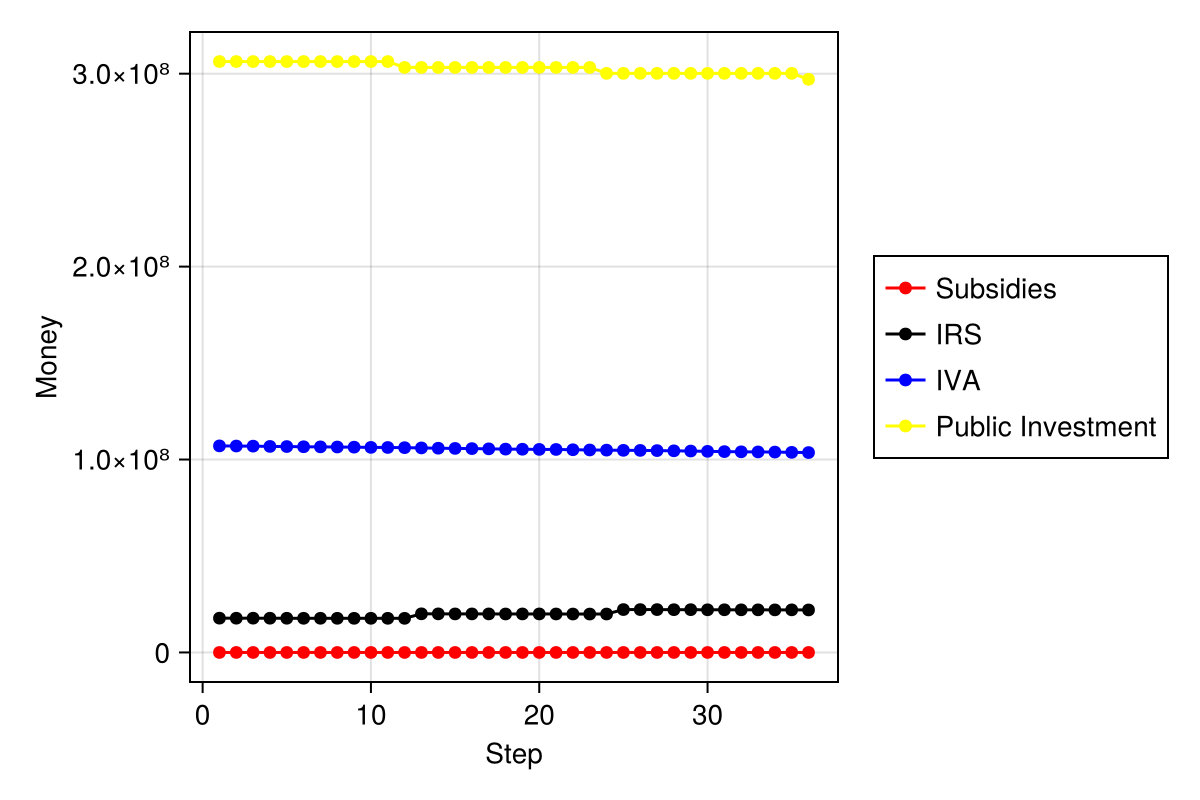 3.0×10⁸
2.0×10⁸
1.0×10⁸
0
Money
0 10 20 30
Step
Subsidies
IRS
IVA
Public Investment